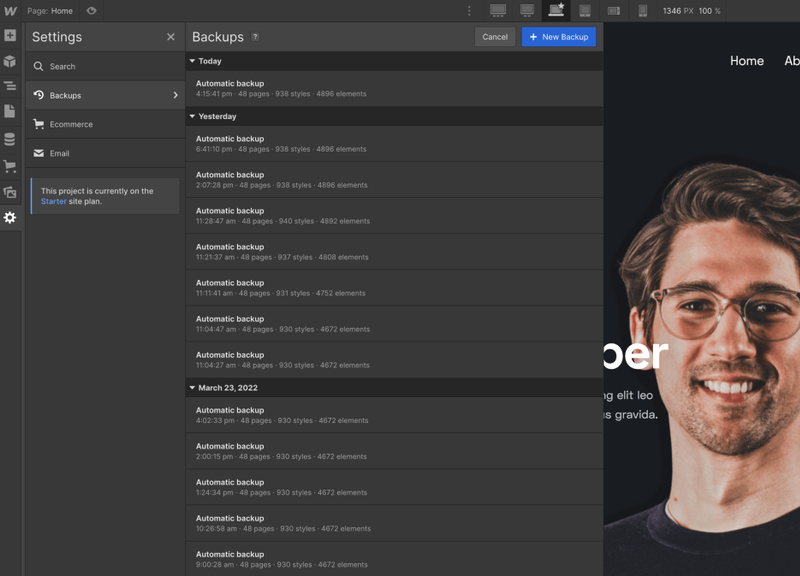 Page: Home
1346 PX 100 %
Settings
Search
Backups
Ecommerce
Email
This project is currently on the
Starter site plan.
Backups ?
Cancel
+ New Backup
Today
Automatic backup
4:15:41 pm · 48 pages · 938 styles · 4896 elements
Yesterday
Automatic backup
6:41:10 pm · 48 pages · 938 styles · 4896 elements
Automatic backup
2:07:28 pm · 48 pages · 938 styles · 4896 elements
Automatic backup
11:28:47 am · 48 pages · 940 styles · 4892 elements
Automatic backup
11:21:37 am · 48 pages · 937 styles · 4808 elements
Automatic backup
11:11:41 am · 48 pages · 931 styles · 4752 elements
Automatic backup
11:04:47 am · 48 pages · 930 styles · 4672 elements
Automatic backup
11:04:27 am · 48 pages · 930 styles · 4672 elements
March 23, 2022
Automatic backup
4:02:33 pm · 48 pages · 930 styles · 4672 elements
Automatic backup
2:00:15 pm · 48 pages · 930 styles · 4672 elements
Automatic backup
1:24:34 pm · 48 pages · 930 styles · 4672 elements
Automatic backup
10:26:58 am · 48 pages · 930 styles · 4672 elements
Automatic backup
9:00:28 am · 48 pages · 930 styles · 4672 elements
Home Ab
per
ng elit leo
us gravida.